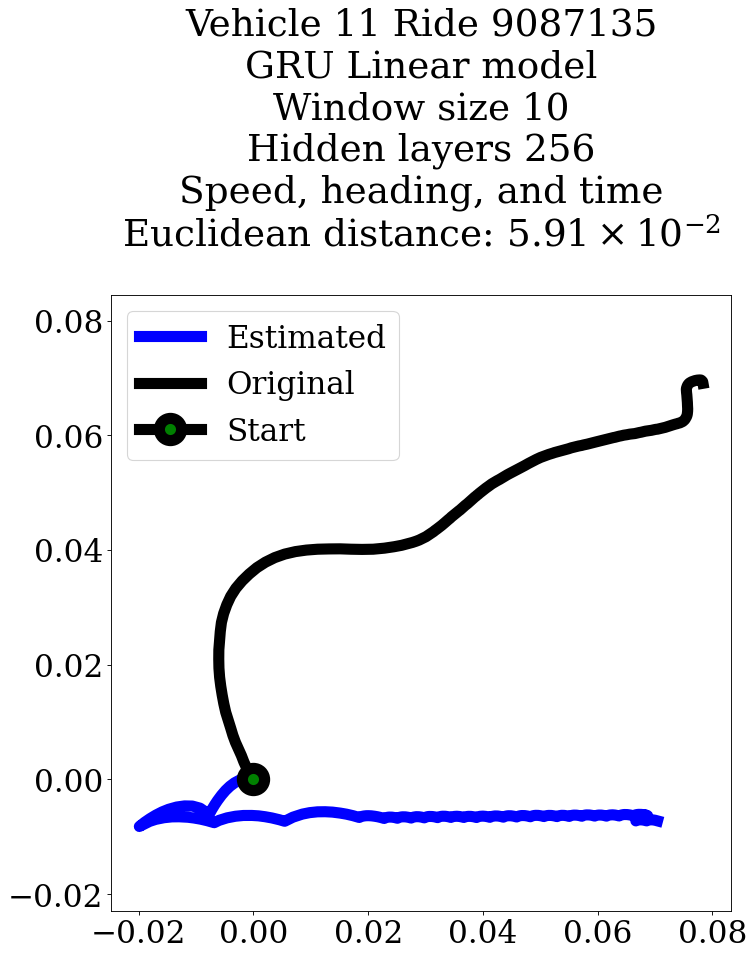 Vehicle 11 Ride 9087135
GRU Linear model
Window size 10
Hidden layers 256
Speed, heading, and time
Euclidean distance: 5.91 × 10⁻²
Estimated
Original
Start
0.08
0.06
0.04
0.02
0.00
−0.02
−0.02 0.00 0.02 0.04 0.06 0.08